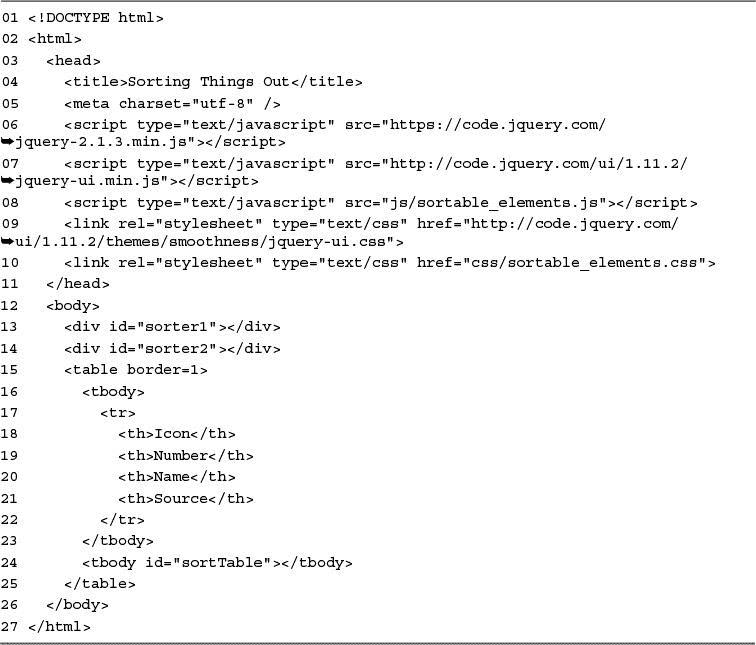 01 <!DOCTYPE html>
02 <html>
03   <head>
04     <title>Sorting Things Out</title>
05     <meta charset="utf-8" />
06     <script type="text/javascript" src="https://code.jquery.com/
➥jquery-2.1.3.min.js"></script>
07     <script type="text/javascript" src="http://code.jquery.com/ui/1.11.2/
➥jquery-ui.min.js"></script>
08     <script type="text/javascript" src="js/sortable_elements.js"></script>
09     <link rel="stylesheet" type="text/css" href="http://code.jquery.com/
➥ui/1.11.2/themes/smoothness/jquery-ui.css">
10     <link rel="stylesheet" type="text/css" href="css/sortable_elements.css">
11   </head>
12   <body>
13     <div id="sorter1"></div>
14     <div id="sorter2"></div>
15     <table border=1>
16       <tbody>
17         <tr>
18           <th>Icon</th>
19           <th>Number</th>
20           <th>Name</th>
21           <th>Source</th>
22         </tr>
23       </tbody>
24       <tbody id="sortTable"></tbody>
25     </table>
26   </body>
27 </html>